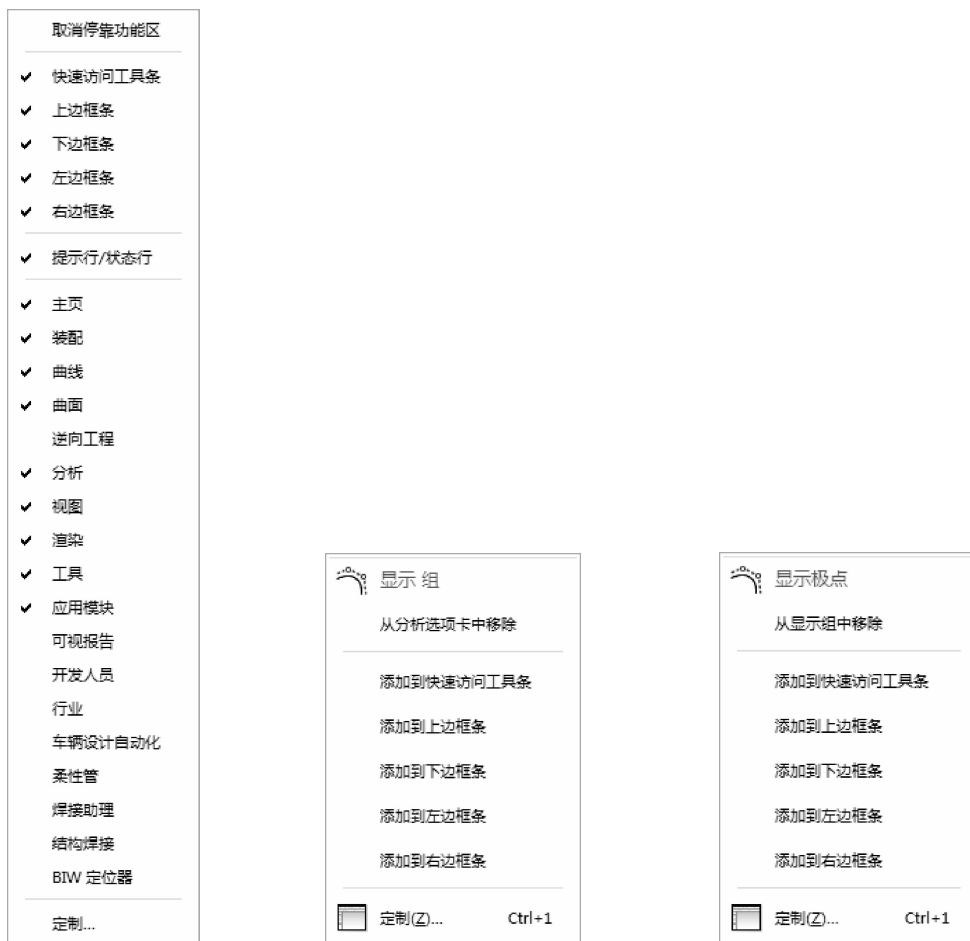 取消停靠功能区
快速访问工具条
上边框条
下边框条
左边框条
右边框条
提示行/状态行
主页
装配
曲线
曲面
逆向工程
分析
视图
渲染
工具
应用模块
可视报告
开发人员
行业
车辆设计自动化
柔性管
焊接助理
结构焊接
BIW 定位器
定制...
显示 组
从分析选项卡中移除
添加到快速访问工具条
添加到上边框条
添加到下边框条
添加到左边框条
添加到右边框条
定制(Z)... Ctrl+1
显示极点
从显示组中移除
添加到快速访问工具条
添加到上边框条
添加到下边框条
添加到左边框条
添加到右边框条
定制(Z)... Ctrl+1